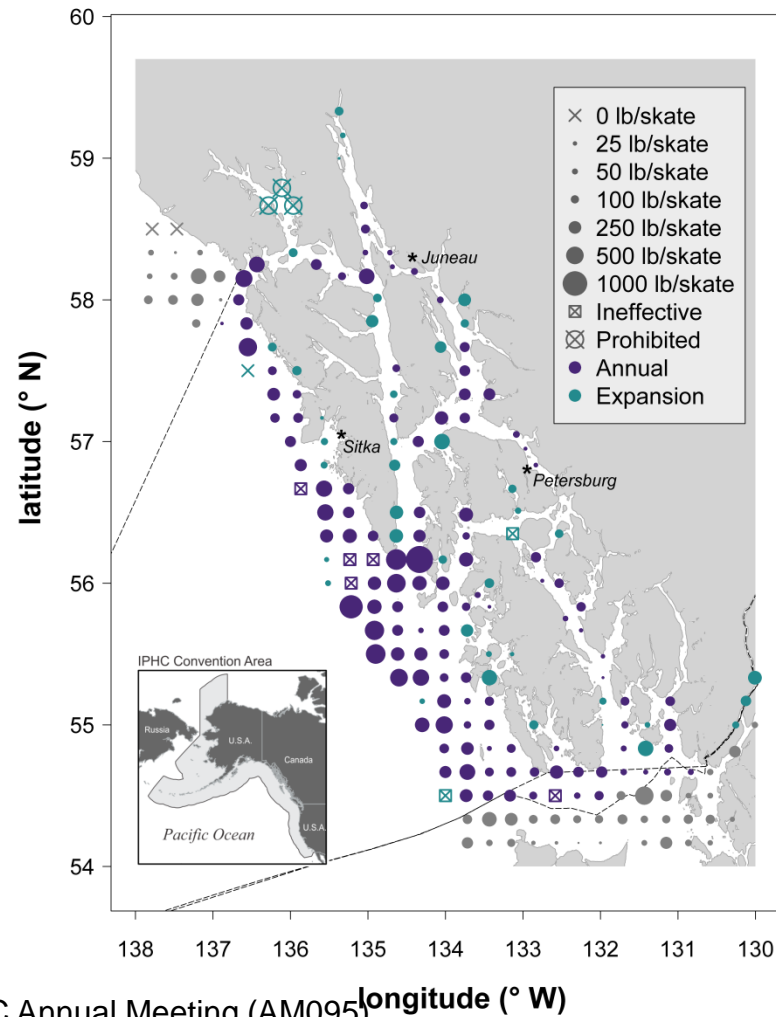 60
59
58
57
56
55
54
latitude (° N)
0 lb/skate
25 lb/skate
50 lb/skate
100 lb/skate
250 lb/skate
500 lb/skate
1000 lb/skate
Ineffective
Prohibited
Annual
Expansion
* Juneau
* Sitka
* Petersburg
IPHC Convention Area
Russia
U.S.A.
Canada
U.S.A.
Pacific Ocean
138 137 136 135 134 133 132 131 130
longitude (° W)
C Annual Meeting (AM095)